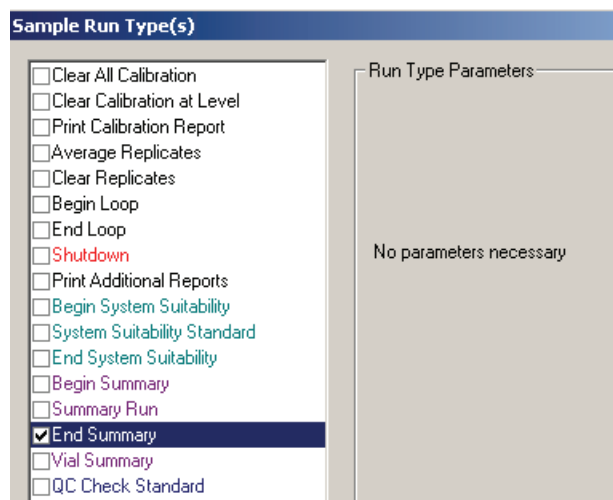 Sample Run Type(s)
Clear All Calibration
Clear Calibration at Level
Print Calibration Report
Average Replicates
Clear Replicates
Begin Loop
End Loop
Shutdown
Print Additional Reports
Begin System Suitability
System Suitability Standard
End System Suitability
Begin Summary
Summary Run
End Summary
Vial Summary
QC Check Standard
Run Type Parameters
No parameters necessary